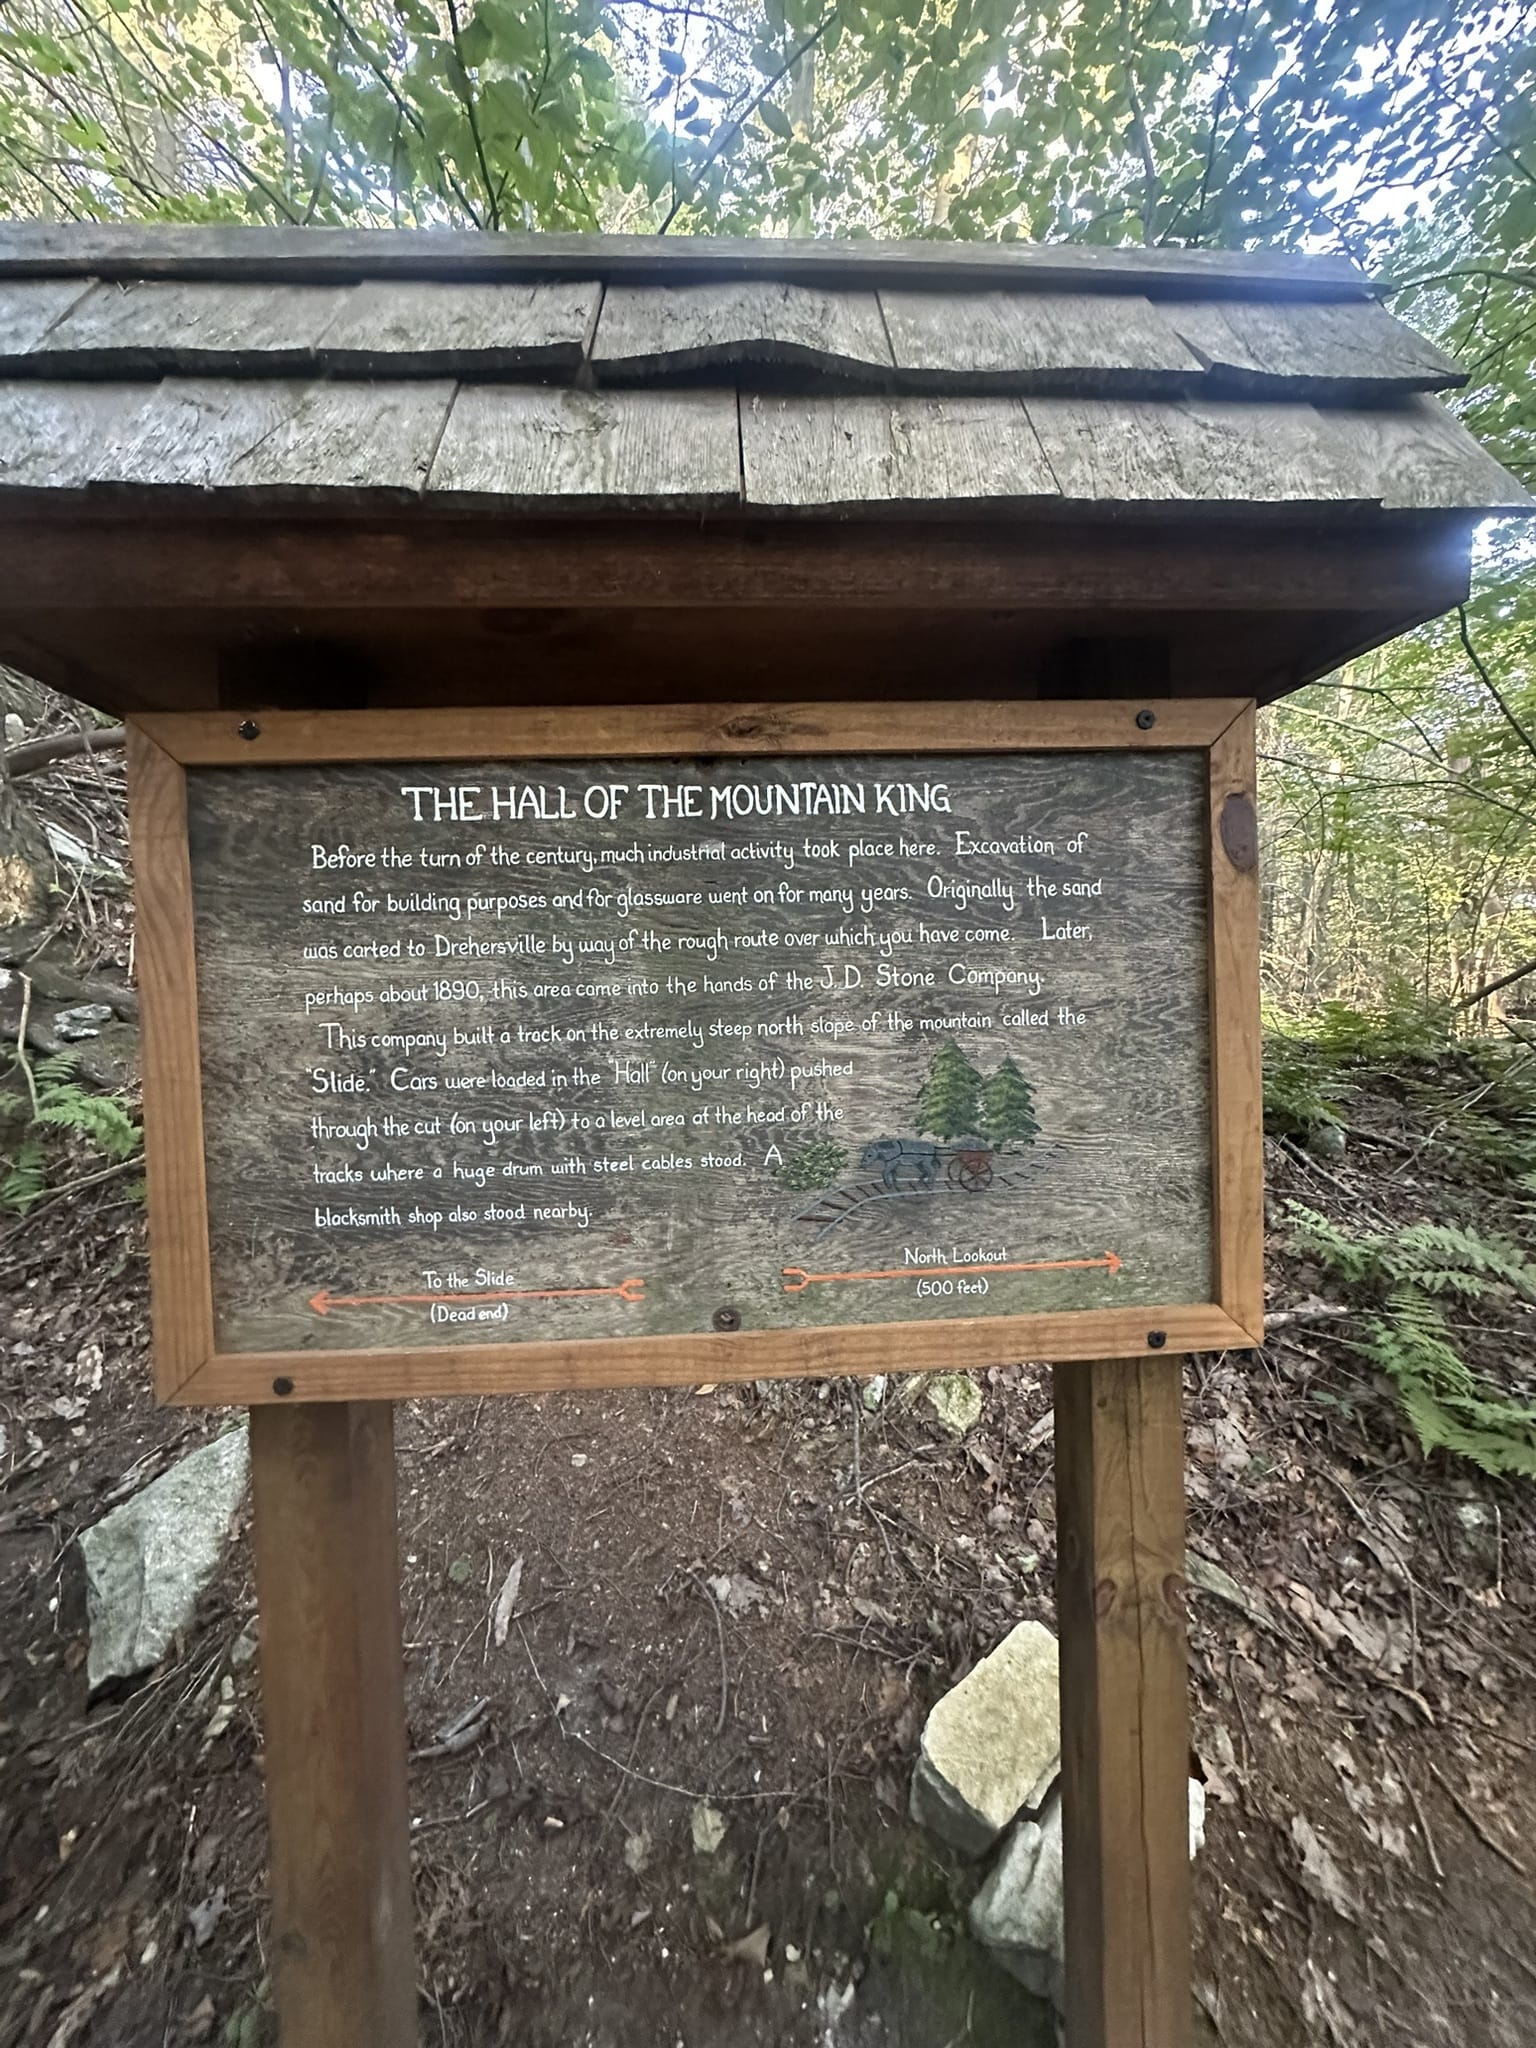 THE HALL OF THE MOUNTAIN KING
Before the turn of the century, much industrial activity took place here. Excavation of
sand for building purposes and for glassware went on for many years. Originally the sand
was carted to Drehersville by way of the rough route over which you have come. Later,
perhaps about 1890, this area came into the hands of the J.D. Stone Company.
This company built a track on the extremely steep north slope of the mountain called the
"Slide." Cars were loaded in the "Hall" (on your right) pushed
through the cut (on your left) to a level area at the head of the
tracks where a huge drum with steel cables stood. A
blacksmith shop also stood nearby.
To the Slide
(Dead end)
North Lookout
(500 feet)